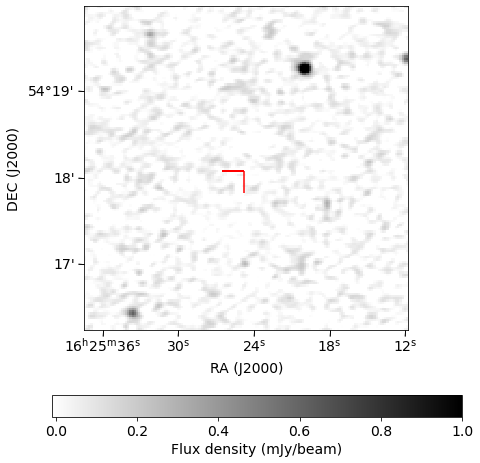 54°19'
18'
17'
DEC (J2000)
16ʰ25ᵐ36ˢ 30ˢ 24ˢ 18ˢ 12ˢ
RA (J2000)
0.0 0.2 0.4 0.6 0.8 1.0
Flux density (mJy/beam)